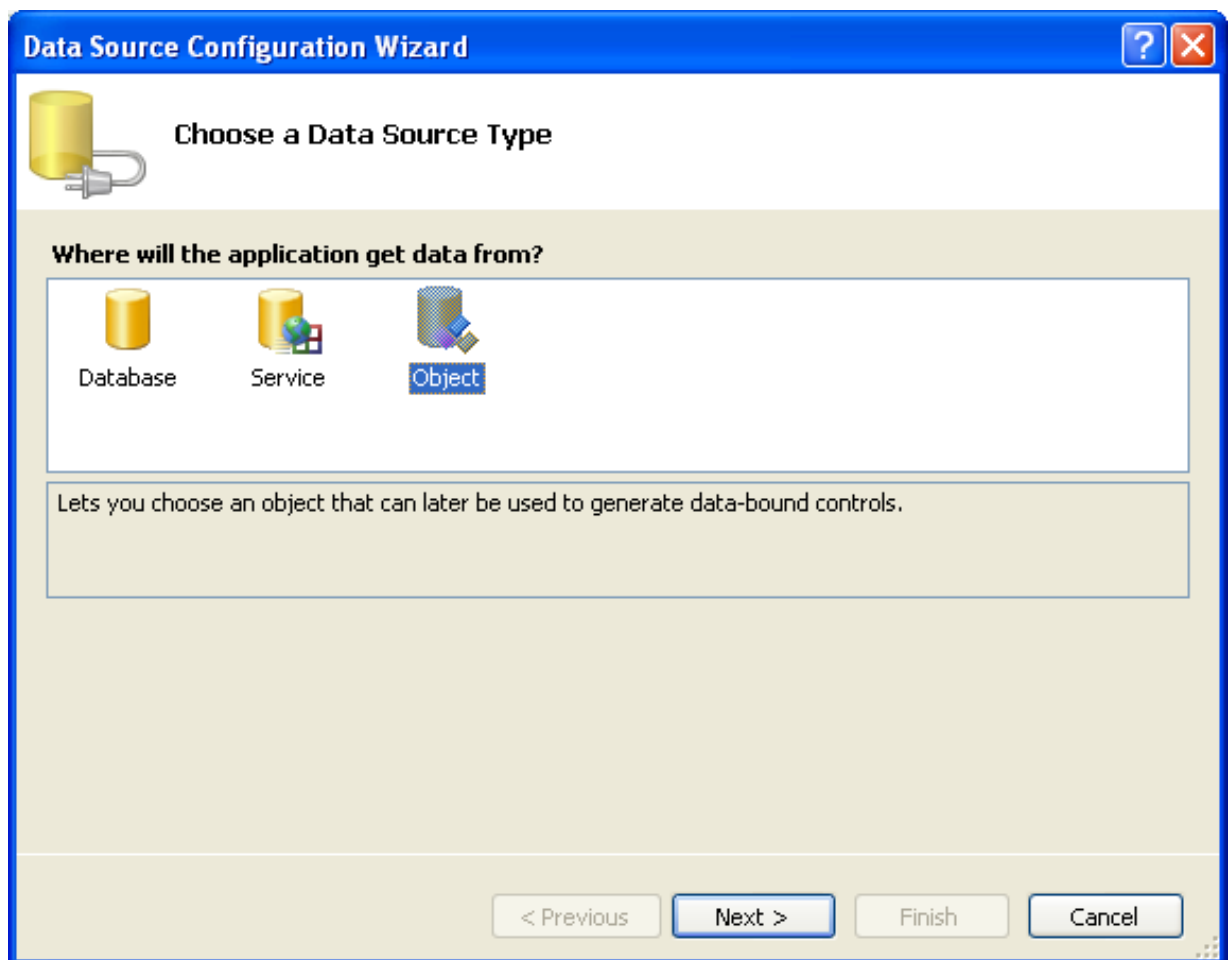 Data Source Configuration Wizard
Choose a Data Source Type
Where will the application get data from?
Database Service Object
Lets you choose an object that can later be used to generate data-bound controls.
< Previous Next > Finish Cancel